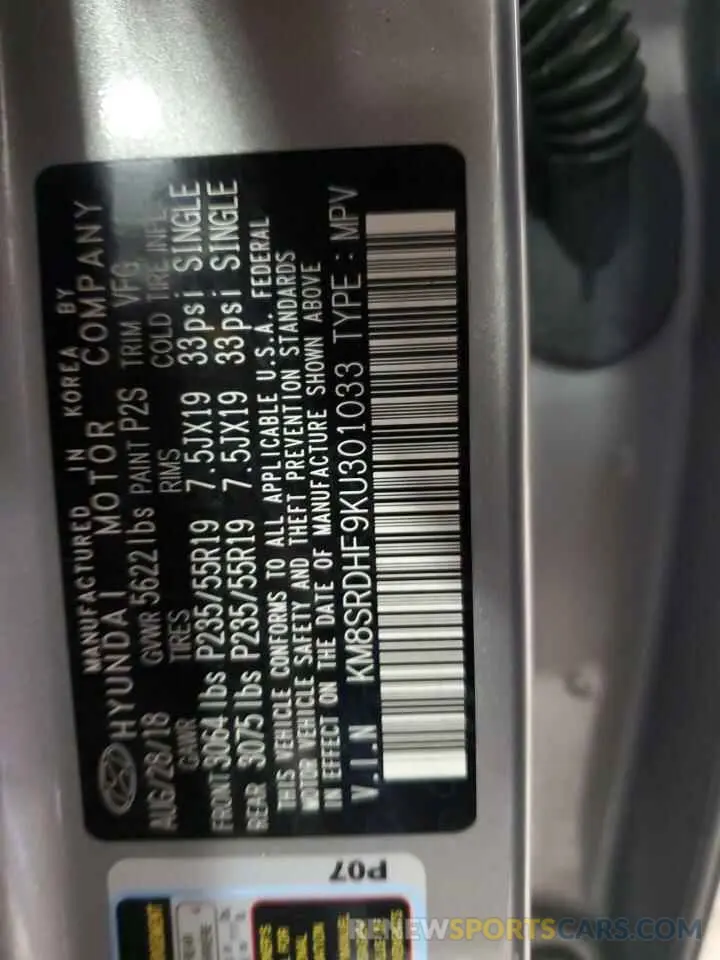 MANUFACTURED IN KOREA BY
HYUNDAI MOTOR COMPANY
AUG/28/18 GVWR 5622 lbs PAINT P2S TRIM VFG
GAWR TIRES RIMS COLD TIRE INFL
FRONT 3064 lbs P235/55R19 7.5JX19 33psi SINGLE
REAR 3075 lbs P235/55R19 7.5JX19 33psi SINGLE
THIS VEHICLE CONFORMS TO ALL APPLICABLE U.S.A. FEDERAL
MOTOR VEHICLE SAFETY AND THEFT PREVENTION STANDARDS
IN EFFECT ON THE DATE OF MANUFACTURE SHOWN ABOVE
V.I.N KM8SRDHF9KU301033 TYPE : MPV
P07
RENEWSPORTSCARS.COM